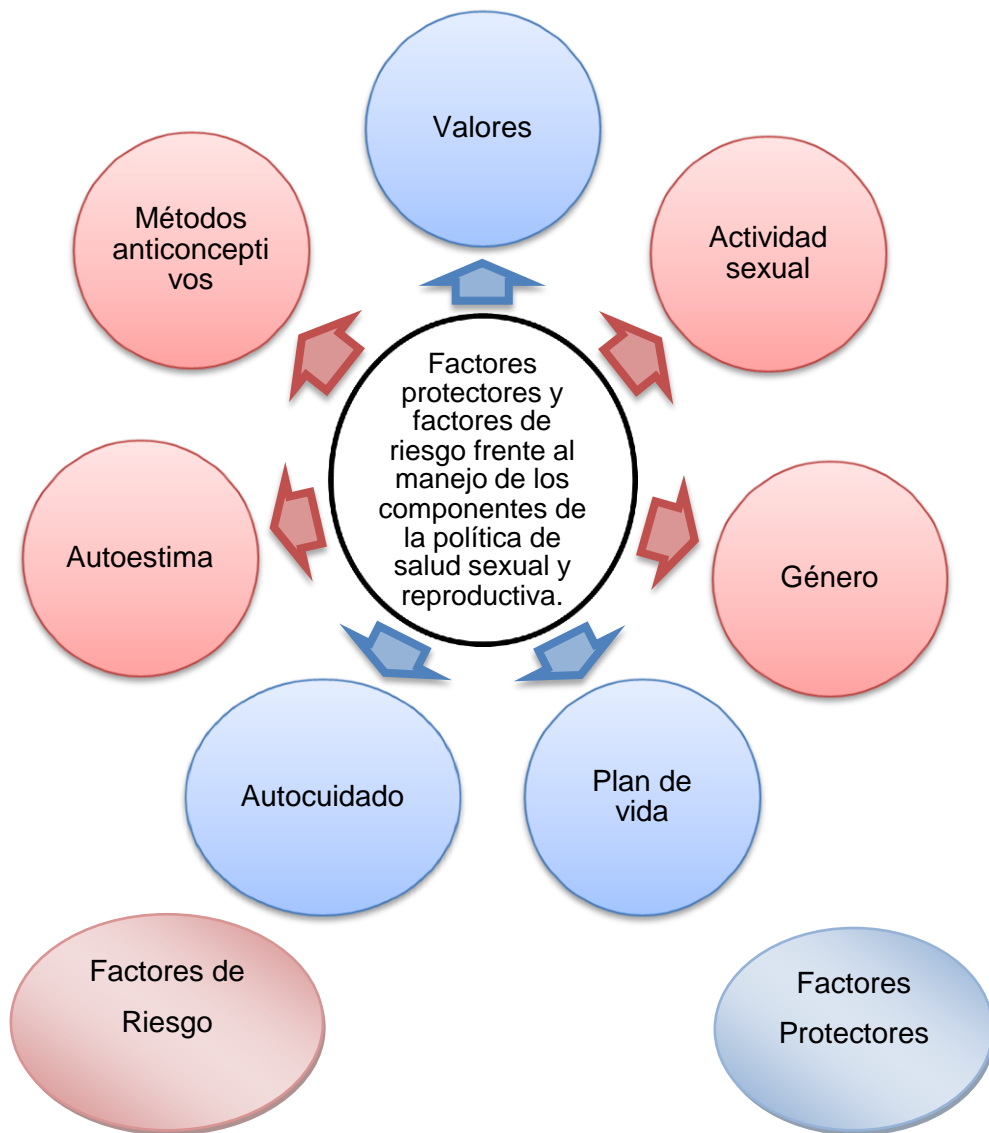 Valores
Métodos
anticoncepti
vos
Actividad
sexual
Factores
protectores y
factores de
riesgo frente al
manejo de los
componentes de
la política de
salud sexual y
reproductiva.
Autoestima
Género
Autocuidado
Plan de
vida
Factores de
Riesgo
Factores
Protectores